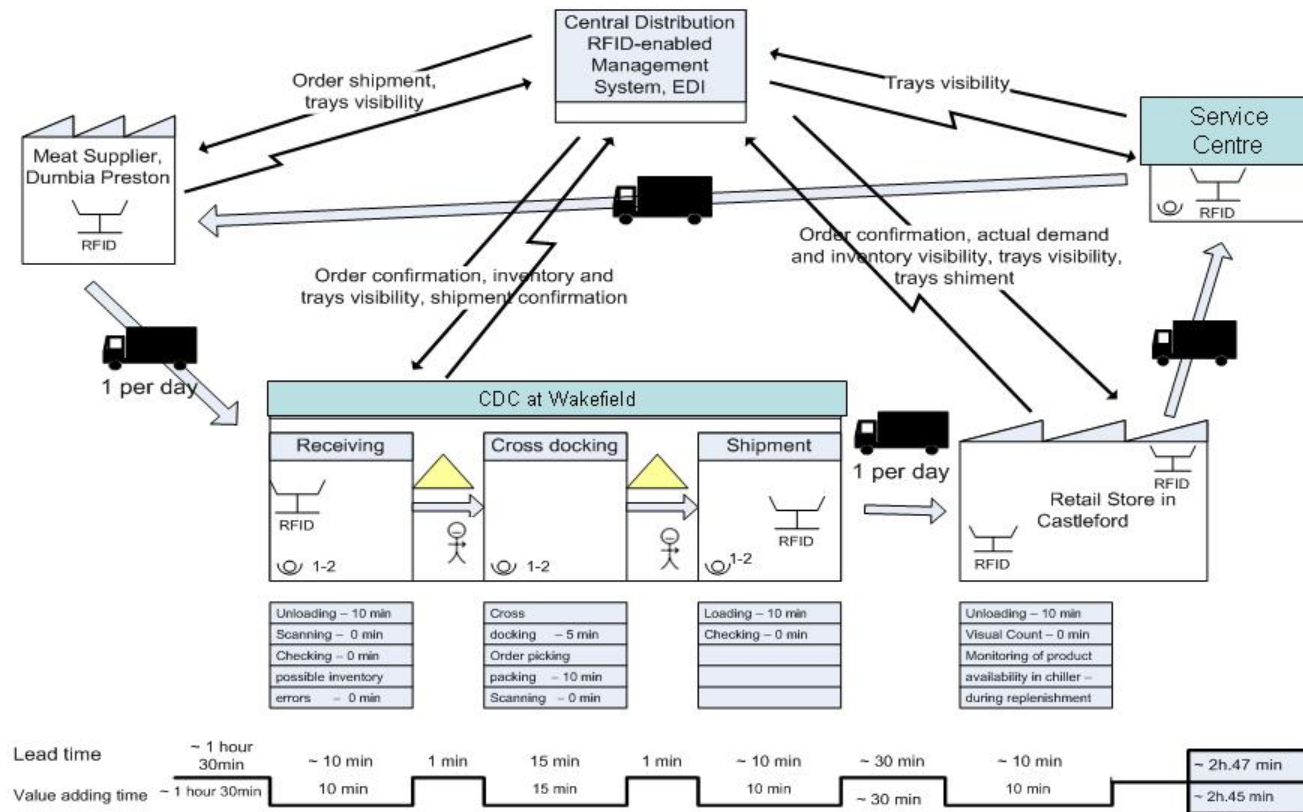 Central Distribution
RFID-enabled
Management
System, EDI
Order shipment,
trays visibility
Trays visibility
Service
Centre
RFID
Meat Supplier,
Dumbia Preston
RFID
Order confirmation, actual demand
and inventory visibility, trays visibility,
trays shiment
Order confirmation, inventory and
trays visibility, shipment confirmation
1 per day
CDC at Wakefield
1 per day
Receiving
Cross docking
Shipment
RFID
1-2
1-2
RFID
1-2
RFID
Retail Store in
Castleford
RFID
Unloading – 10 min
Scanning – 0 min
Checking – 0 min
possible inventory
errors – 0 min
Cross
docking – 5 min
Order picking
packing – 10 min
Scanning – 0 min
Loading – 10 min
Checking – 0 min
Unloading – 10 min
Visual Count – 0 min
Monitoring of product
availability in chiller –
during replenishment
Lead time
~ 1 hour
30min
~ 10 min
1 min
15 min
1 min
~ 10 min
~ 30 min
~ 10 min
~ 2h.47 min
Value adding time
~ 1 hour 30min
10 min
15 min
10 min
~ 30 min
10 min
~ 2h.45 min